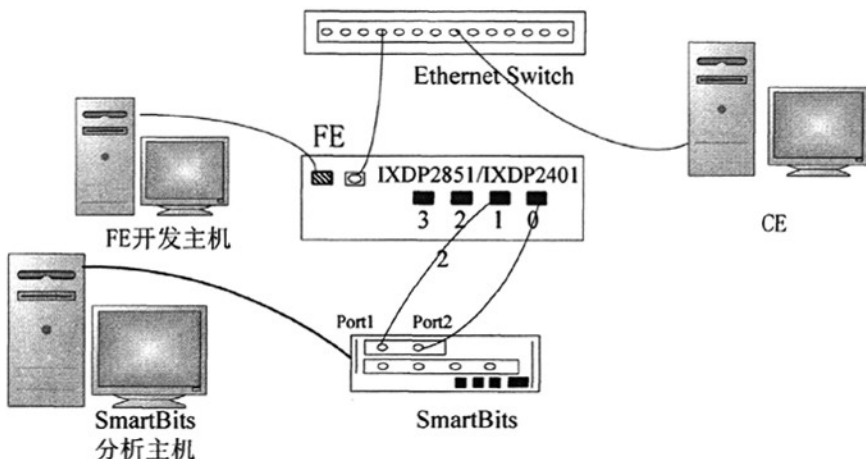 Ethernet Switch
FE
IXDP2851/IXDP2401
3 2 1 0
2
FE开发主机
CE
Port1 Port2
SmartBits
分析主机
SmartBits